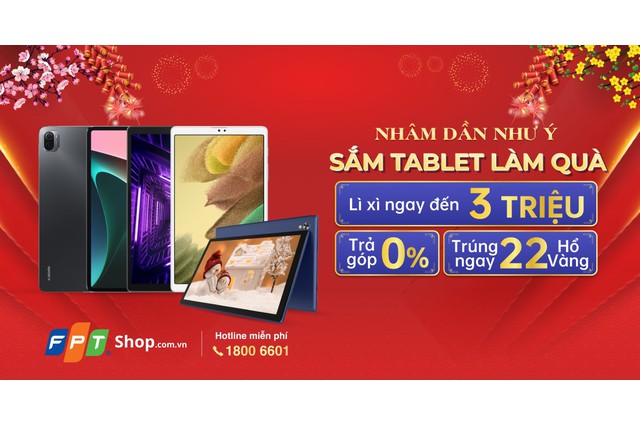 NHÂM DẦN NHƯ Ý
SẮM TABLET LÀM QUÀ
Lì xì ngay đến 3 TRIỆU
Trả góp 0%
Trúng ngay 22 Hổ Vàng
FPT Shop.com.vn
Hotline miễn phí
1800 6601